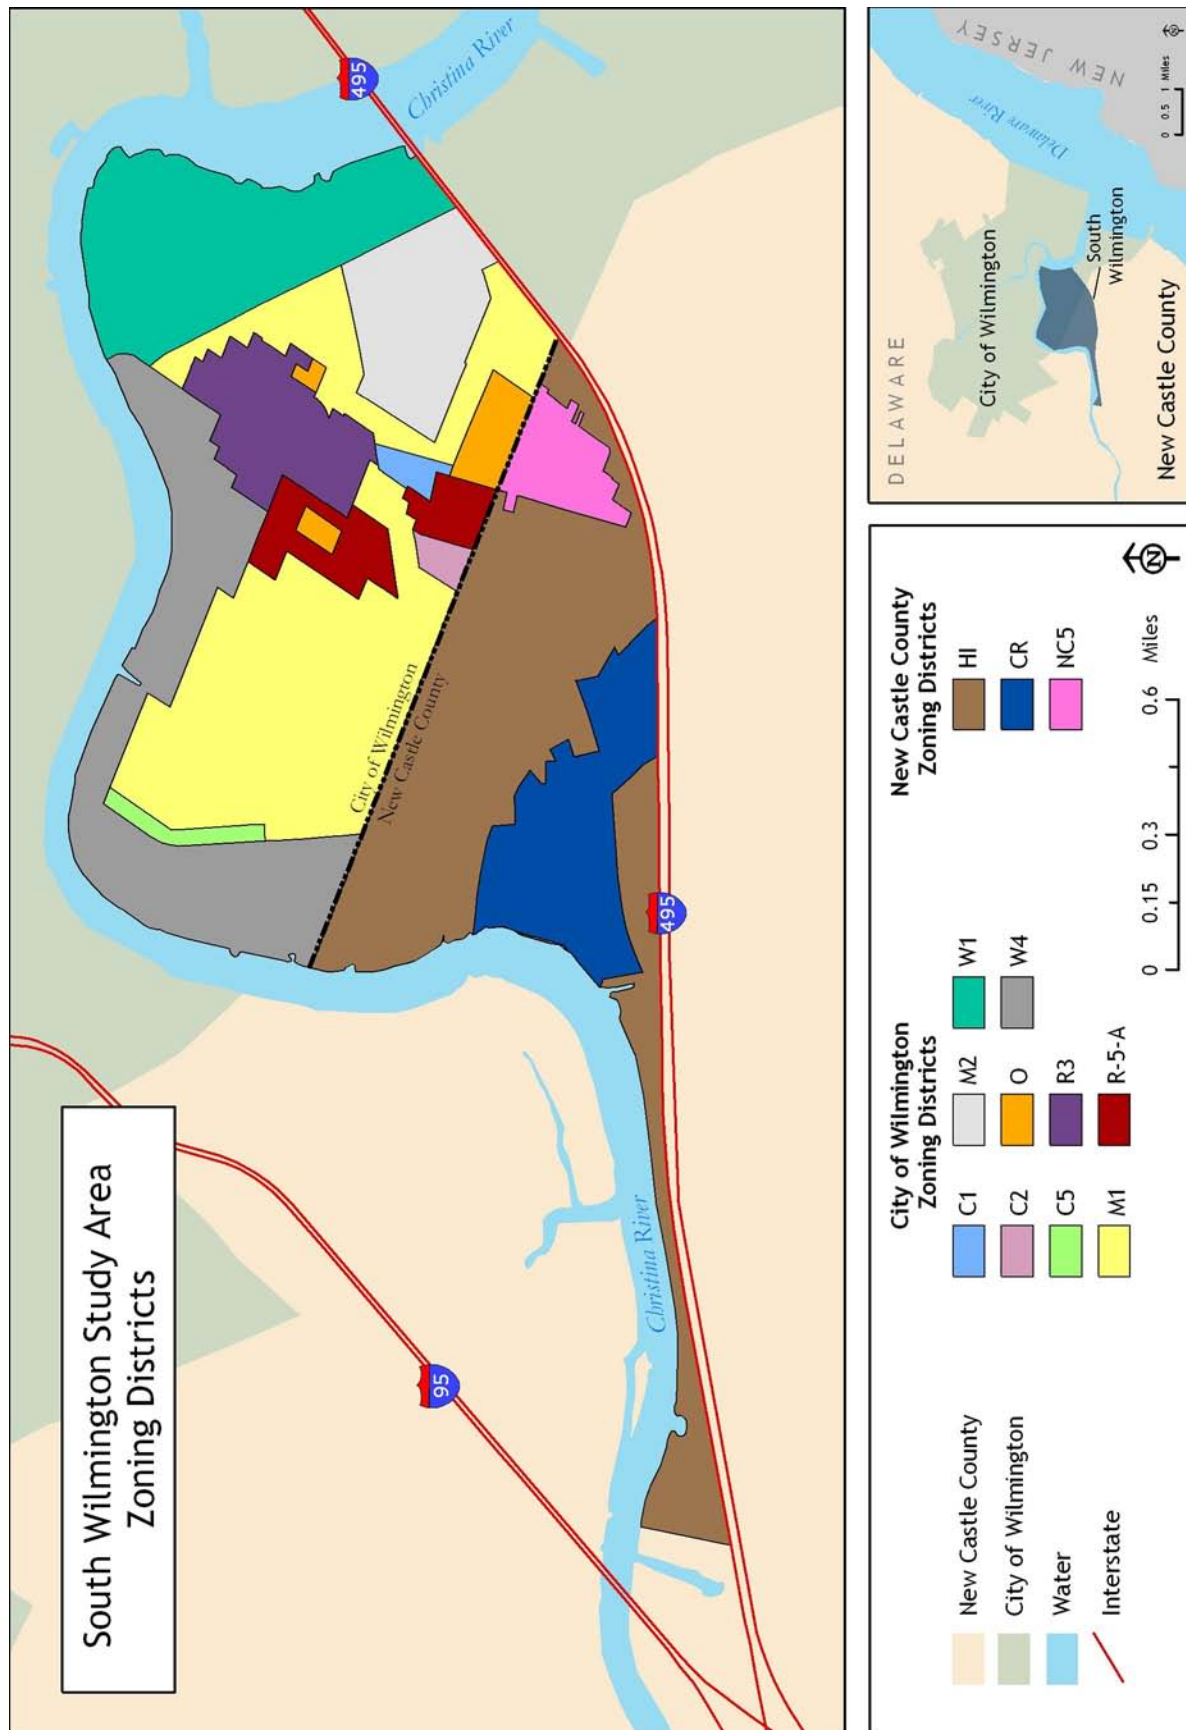 South Wilmington Study Area
Zoning Districts
95
495
495
Christina River
Christina River
City of Wilmington
New Castle County
New Castle County
City of Wilmington
Water
Interstate
City of Wilmington
Zoning Districts
C1
C2
C5
M1
M2
O
R3
R-5-A
W1
W4
New Castle County
Zoning Districts
HI
CR
NC5
0 0.15 0.3 0.6 Miles
N
DELAWARE
City of Wilmington
South
Wilmington
New Castle County
Delaware River
NEW JERSEY
0 0.5 1 Miles
N